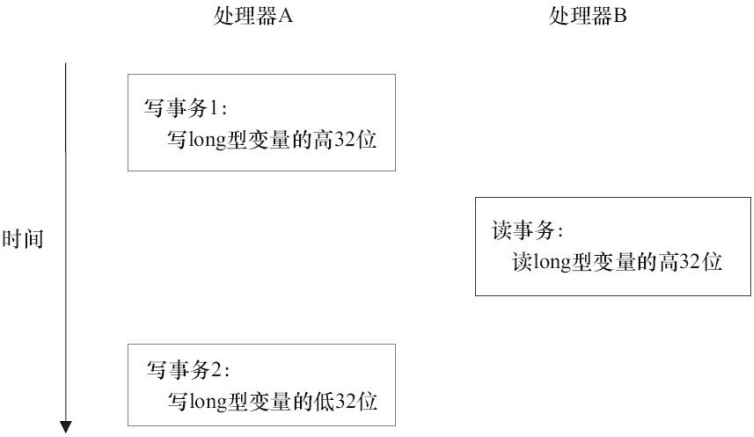 处理器A
处理器B
写事务1：
写long型变量的高32位
读事务：
读long型变量的高32位
时间
写事务2：
写long型变量的低32位